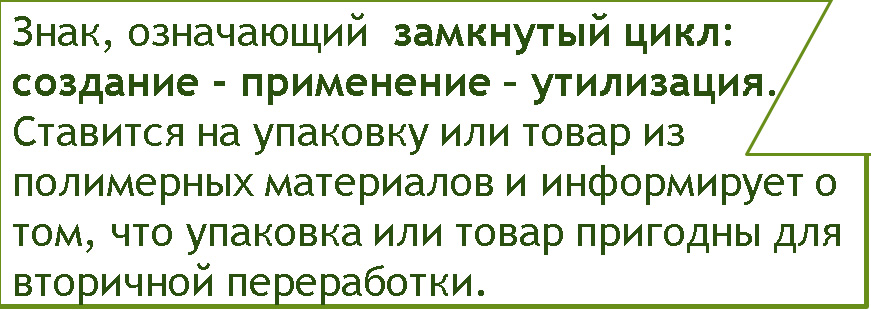 Знак, означающий замкнутый цикл:
создание - применение – утилизация.
Ставится на упаковку или товар из
полимерных материалов и информирует о
том, что упаковка или товар пригодны для
вторичной переработки.